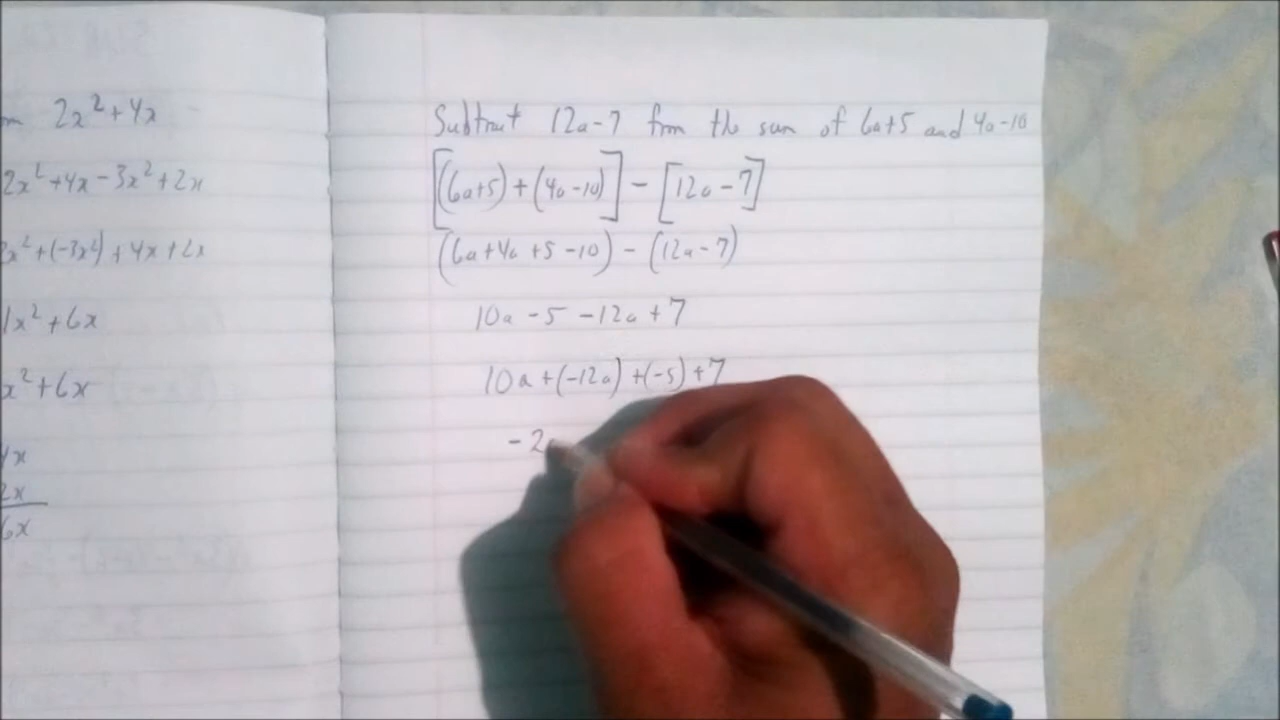 2x² + 4x
2x² + 4x - 3x² + 2x
x² + (-3x²) + 4x + 2x
1x² + 6x
x² + 6x
4x
2x
6x
Subtract 12a - 7 from the sum of 6a + 5 and 4a - 10
[(6a + 5) + (4a - 10)] - [12a - 7]
(6a + 4a + 5 - 10) - (12a - 7)
10a - 5 - 12a + 7
10a + (-12a) + (-5) + 7
- 2a